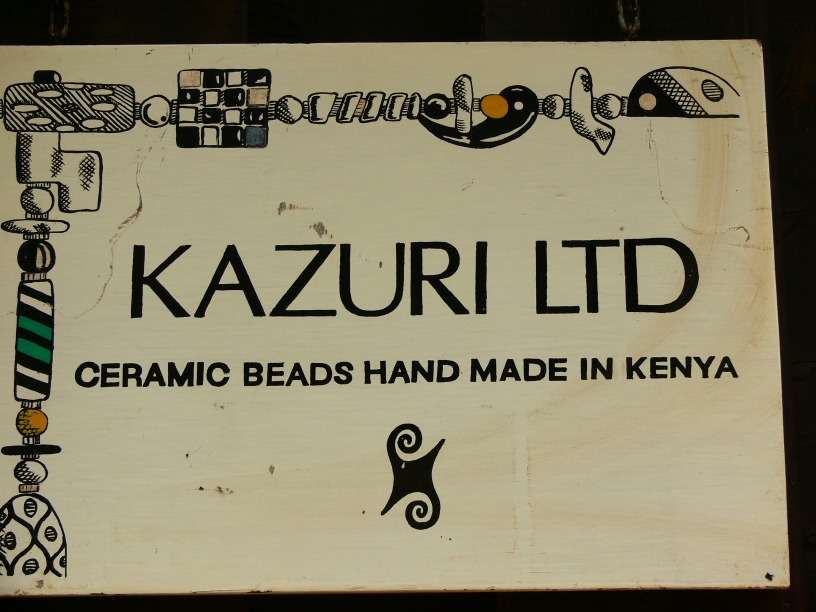 KAZURI LTD
CERAMIC BEADS HAND MADE IN KENYA